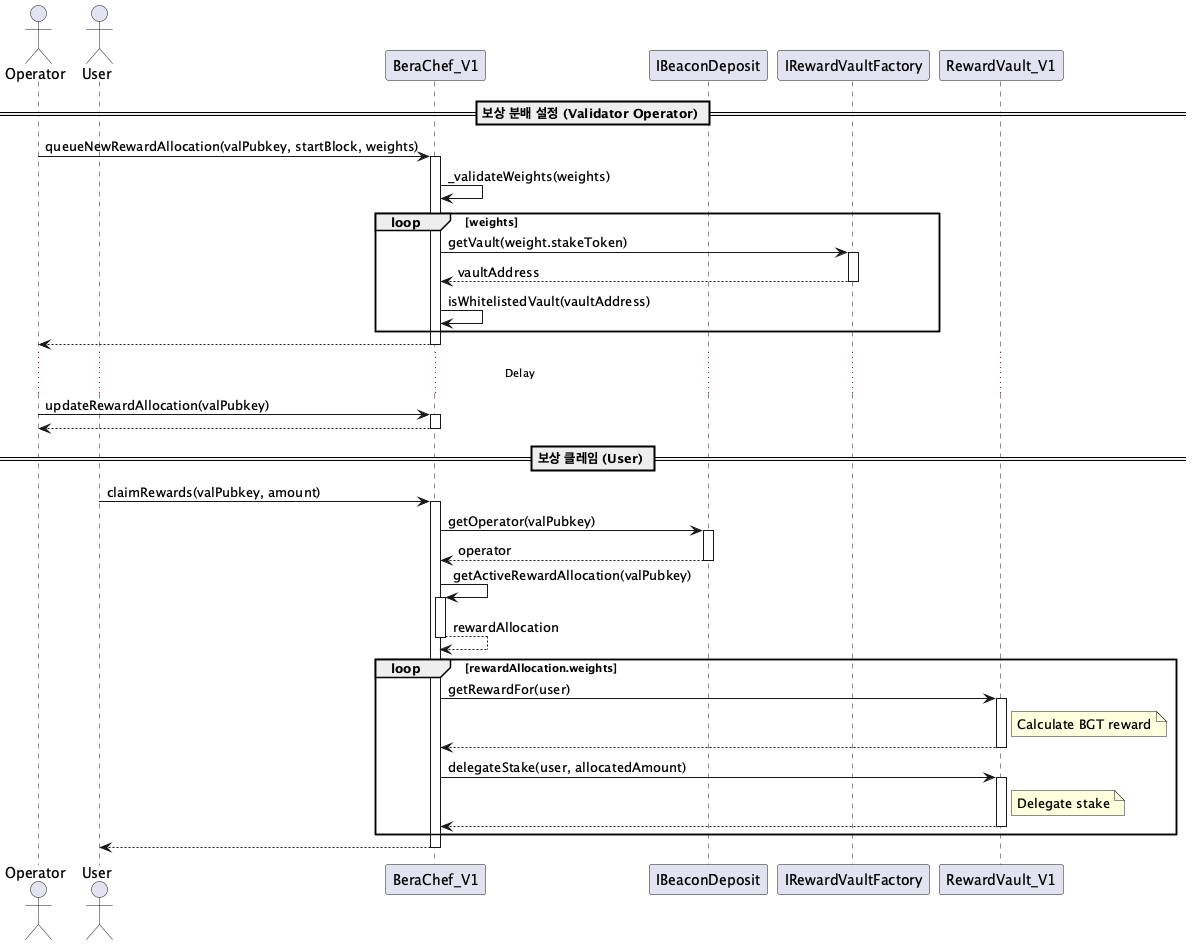 Operator
User
BeraChef_V1
IBeaconDeposit
IRewardVaultFactory
RewardVault_V1
보상 분배 설정 (Validator Operator)
queueNewRewardAllocation(valPubkey, startBlock, weights)
_validateWeights(weights)
loop
[weights]
getVault(weight.stakeToken)
vaultAddress
isWhitelistedVault(vaultAddress)
Delay
updateRewardAllocation(valPubkey)
보상 클레임 (User)
claimRewards(valPubkey, amount)
getOperator(valPubkey)
operator
getActiveRewardAllocation(valPubkey)
rewardAllocation
loop
[rewardAllocation.weights]
getRewardFor(user)
Calculate BGT reward
delegateStake(user, allocatedAmount)
Delegate stake
Operator
User
BeraChef_V1
IBeaconDeposit
IRewardVaultFactory
RewardVault_V1